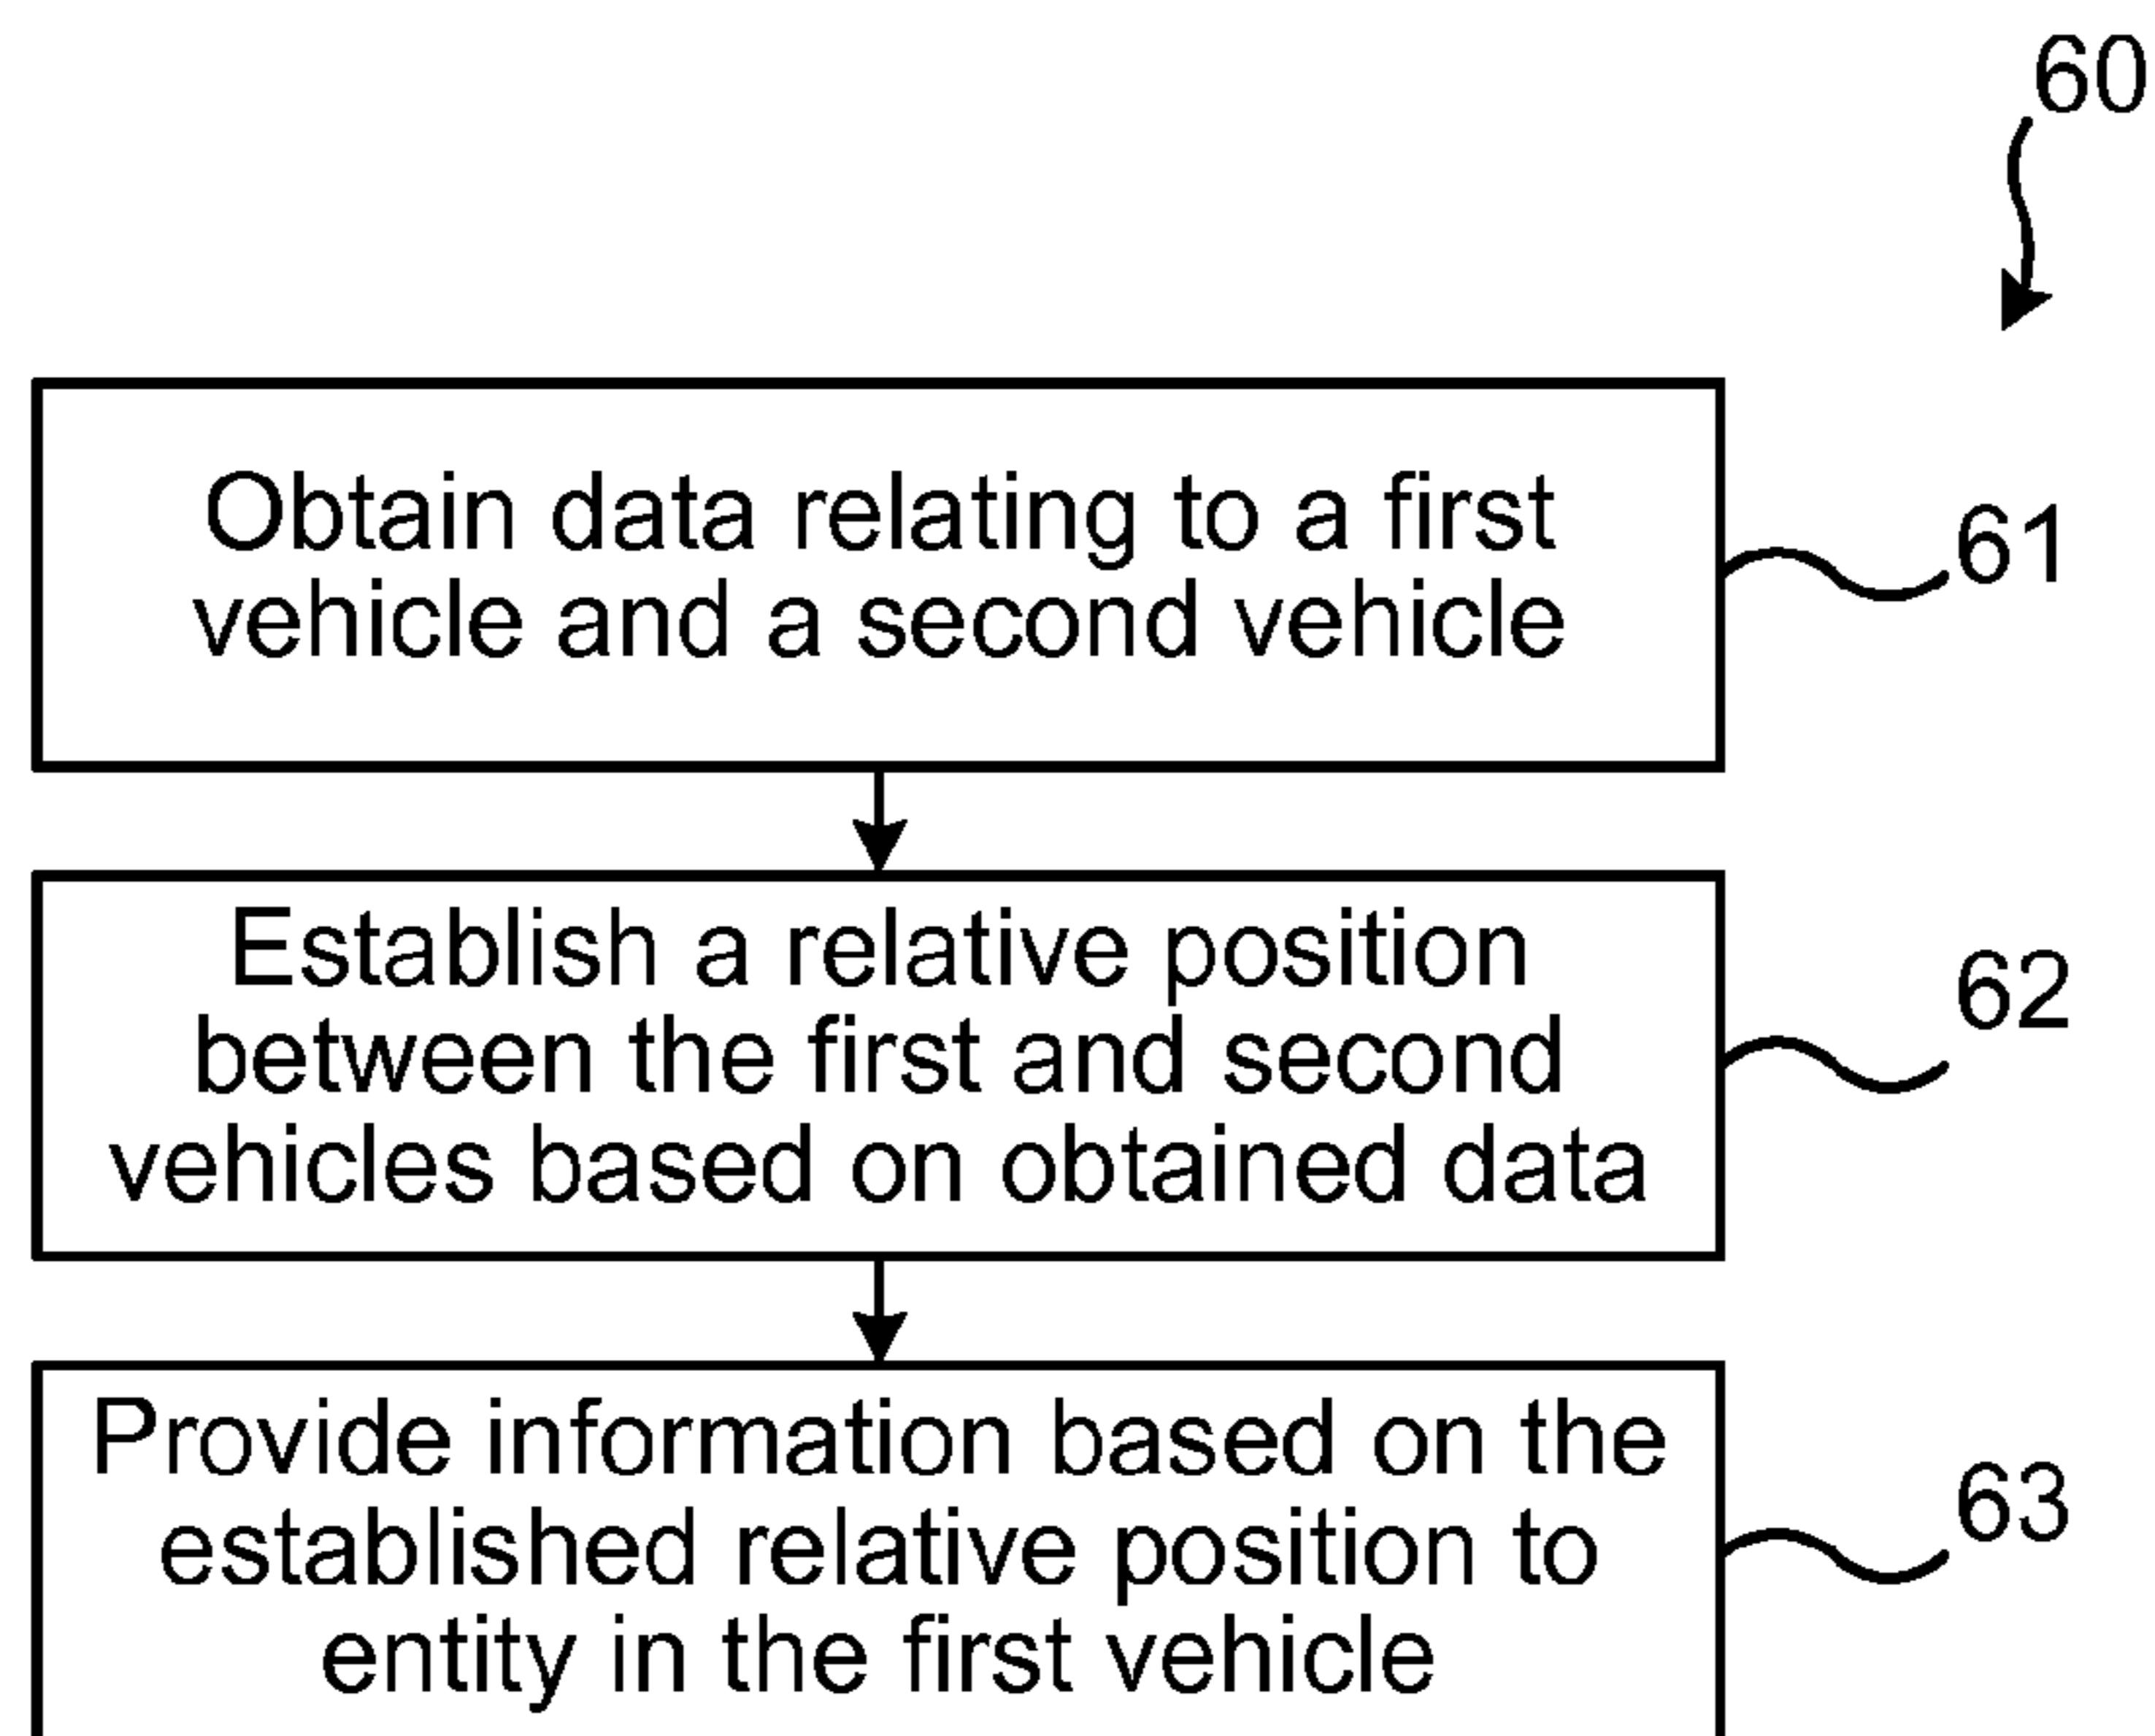 60
Obtain data relating to a first
vehicle and a second vehicle
61
Establish a relative position
between the first and second
vehicles based on obtained data
62
Provide information based on the
established relative position to
entity in the first vehicle
63